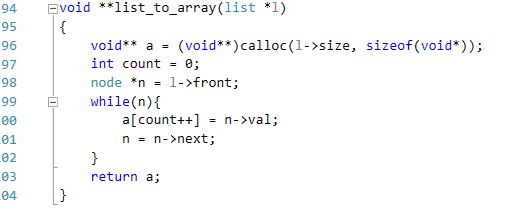 94 void **list_to_array(list *l)
95 {
96     void** a = (void**)calloc(l->size, sizeof(void*));
97     int count = 0;
98     node *n = l->front;
99     while(n){
00         a[count++] = n->val;
01         n = n->next;
02     }
03     return a;
04 }